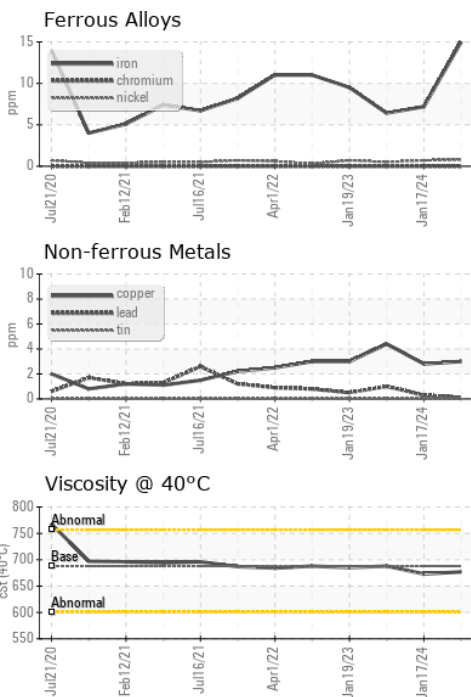 Ferrous Alloys
15
10
5
0
ppm
iron
chromium
nickel
Jul21/20
Feb12/21
Jul16/21
Apr1/22
Jan19/23
Jan17/24
Non-ferrous Metals
10
8
6
4
2
0
ppm
copper
lead
tin
Jul21/20
Feb12/21
Jul16/21
Apr1/22
Jan19/23
Jan17/24
Viscosity @ 40°C
800
750
700
650
600
550
cSt (40°C)
Abnormal
Base
Abnormal
Jul21/20
Feb12/21
Jul16/21
Apr1/22
Jan19/23
Jan17/24